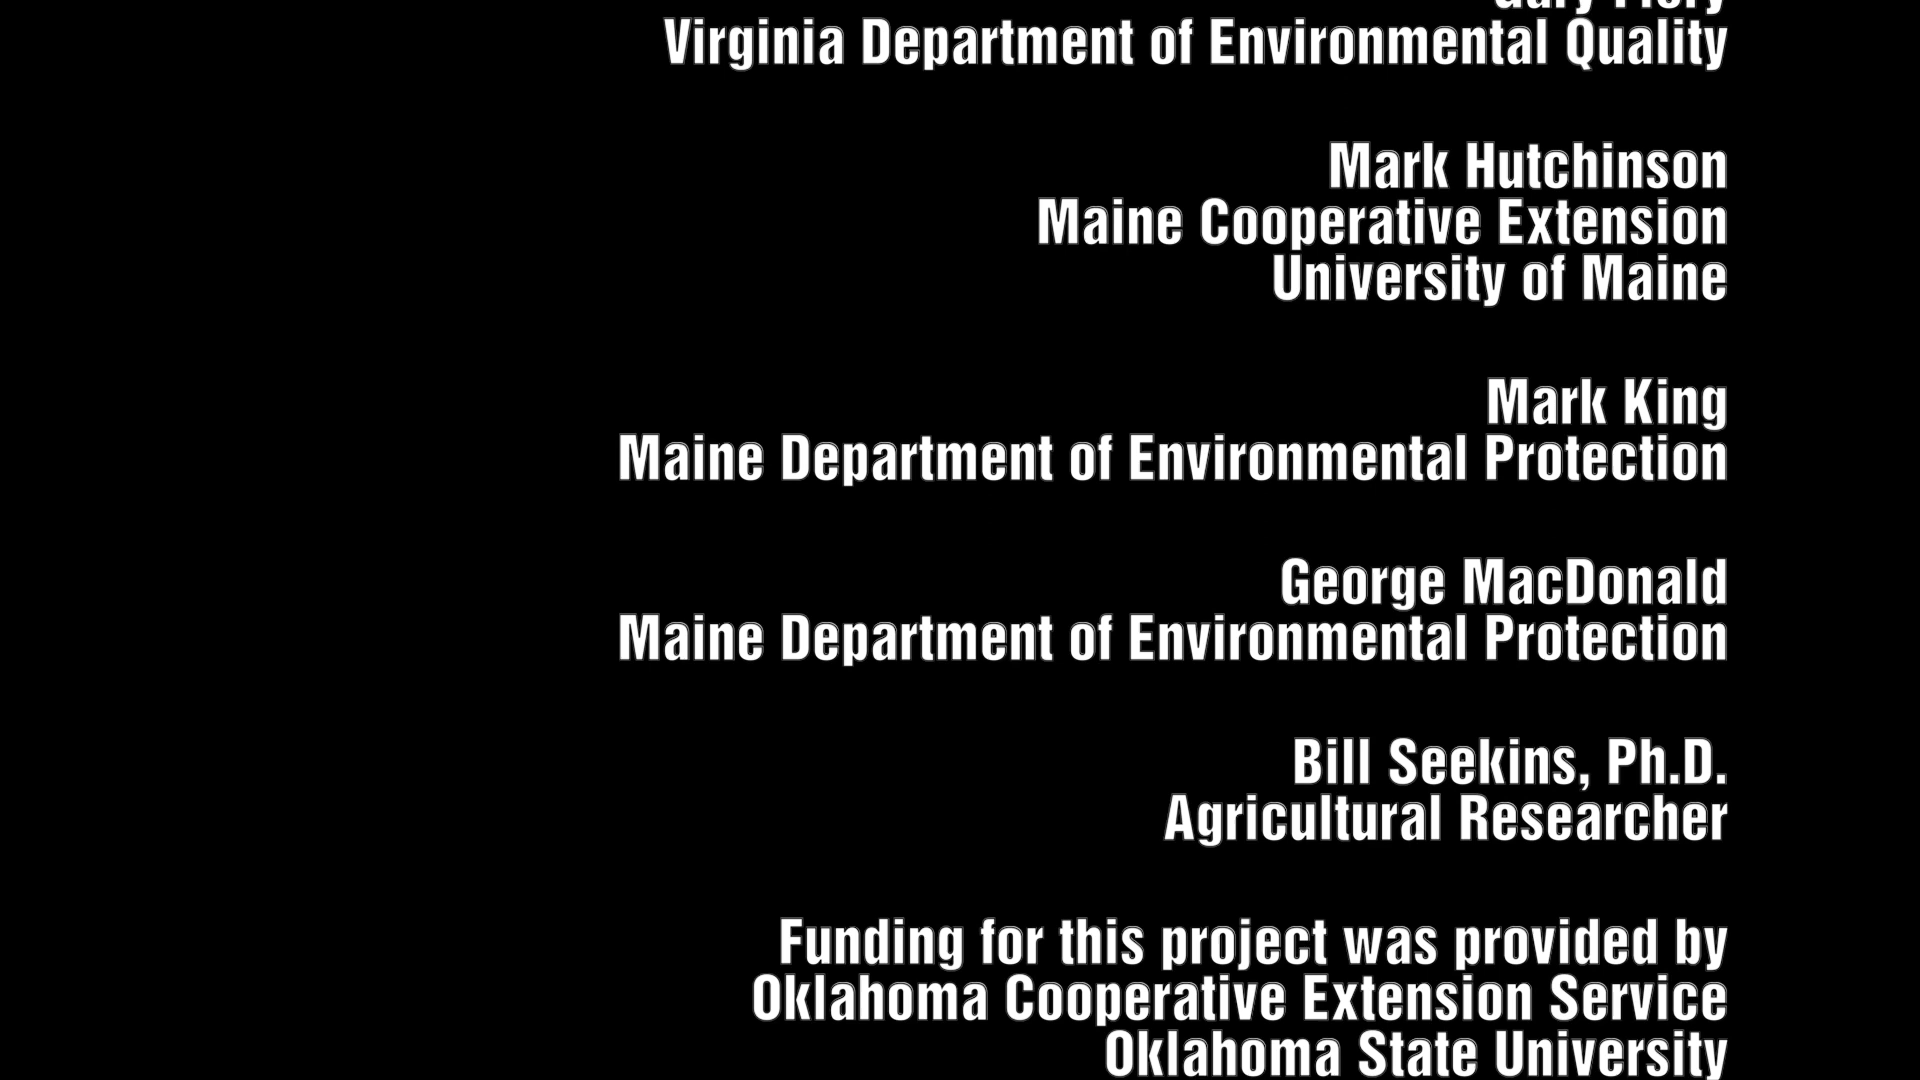 Virginia Department of Environmental Quality
Mark Hutchinson
Maine Cooperative Extension
University of Maine
Mark King
Maine Department of Environmental Protection
George MacDonald
Maine Department of Environmental Protection
Bill Seekins, Ph.D.
Agricultural Researcher
Funding for this project was provided by
Oklahoma Cooperative Extension Service
Oklahoma State University